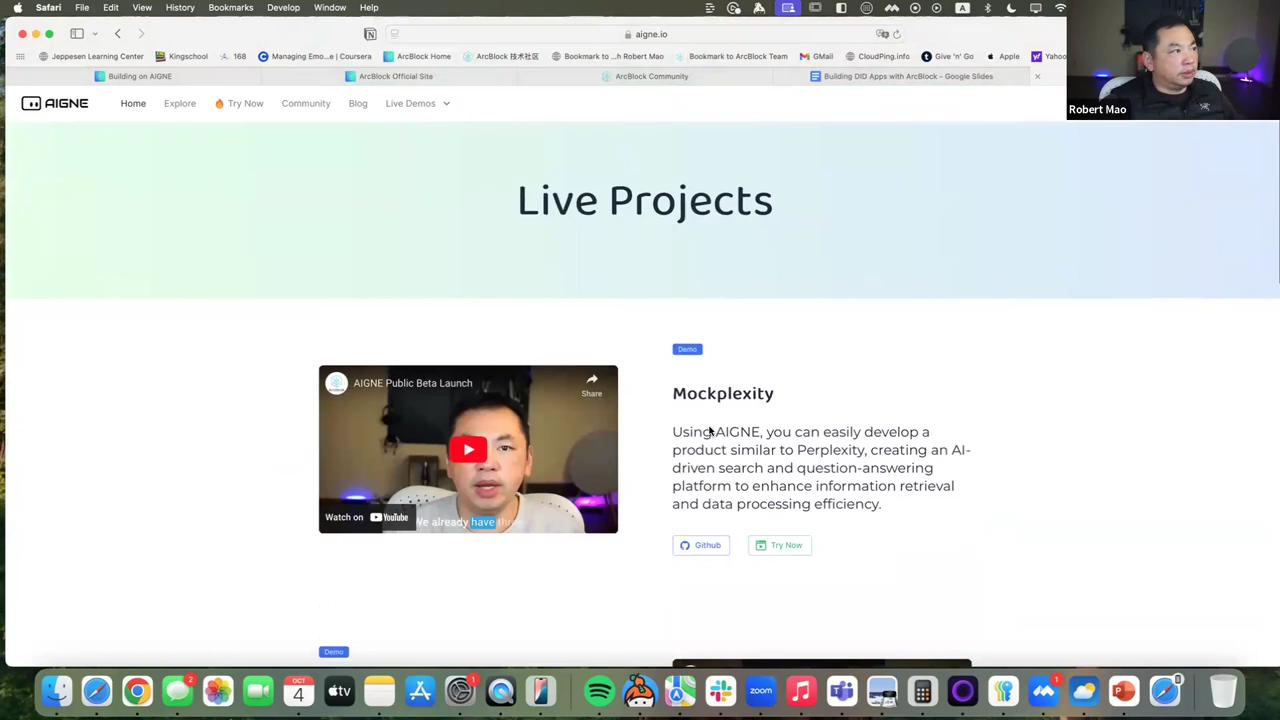 Safari File Edit View History Bookmarks Develop Window Help
aigne.io
Jeppesen Learning Center Kingschool 168 Managing Emo...e | Coursera ArcBlock Home ArcBlock 技术社区 Bookmark to ...h Robert Mao Bookmark to ArcBlock Team GMail CloudPing.info Give 'n' Go Apple Yahoo
Building on AIGNE ArcBlock Official Site ArcBlock Community Building DID Apps with ArcBlock - Google Slides
Robert Mao
AIGNE Home Explore Try Now Community Blog Live Demos
Live Projects
Demo
AIGNE Public Beta Launch
Share
Watch on YouTube
We already have
Mockplexity
Using AIGNE, you can easily develop a
product similar to Perplexity, creating an AI-
driven search and question-answering
platform to enhance information retrieval
and data processing efficiency.
Github Try Now
Demo
2
OCT
4
tv
1
zoom
1